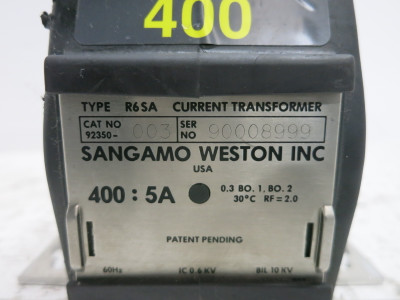 400
TYPE R6SA CURRENT TRANSFORMER
CAT NO 92350- 003 SER NO 90008999
SANGAMO WESTON INC
USA
400 : 5A 0.3 BO. 1, BO. 2
30°C RF = 2.0
PATENT PENDING
60Hz IC 0.6 KV BIL 10 KV